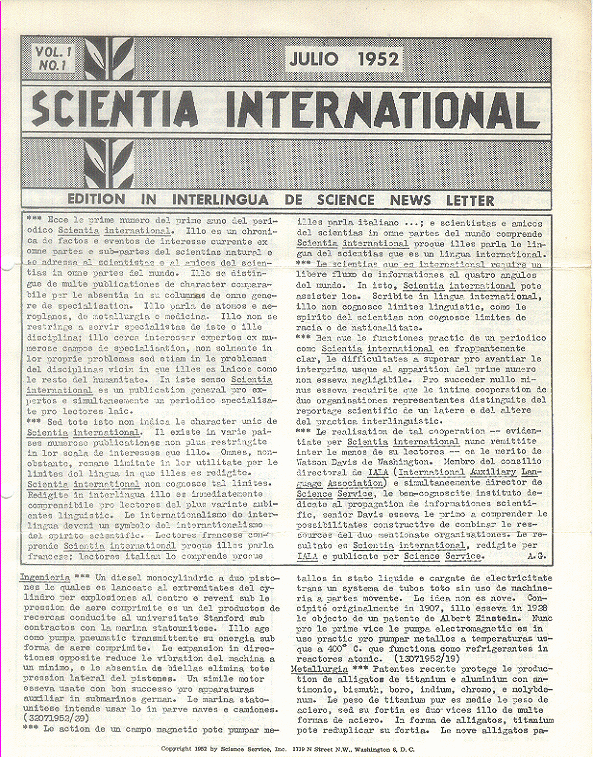 VOL. 1
NO. 1
JULIO 1952
SCIENTIA INTERNATIONAL
EDITION IN INTERLINGUA DE SCIENCE NEWS LETTER
*** Ecce le prime numero del prime anno del peri-
odico Scientia international. Illo es un chroni-
ca de factos e eventos de interesse currente ex
omne partes e sub-partes del scientias natural e
se adresse al scientistas e al amicos del scien-
tias in omne partes del mundo. Illo se distin-
gue de multe publicationes de character compara-
bile per le absentia in su columnas de omne gene-
re de specialisation. Illo parla de atomos e ae-
roplanos, de metallurgia e medicina. Illo non se
restringe a servir specialistas de iste o ille
disciplina; illo cerca interessar expertos ex nu-
merose campos de specialisation, non solmente in
lor proprie problemas sed etiam in le problemas
del disciplinas vicin in que illes es laicos como
le resto del humanitate. In iste senso Scientia
international es un publication general pro ex-
pertos e simultaneemente un periodico specialisa-
te pro lectores laic.
*** Sed tote isto non indica le character unic de
Scientia international. Il existe in varie pai-
ses numerose publicationes non plus restringite
in lor scala de interesses que illo. Omnes, non-
obstante, remane limitate in lor utilitate per le
limites del lingua in que illes es redigite.
Scientia international non cognosce tal limites.
Redigite in interlingua illo es immediatemente
comprensibile pro lectores del plus variate ambi-
entes linguistic. Le internationalismo de inter-
lingua deveni un symbolo del internationalismo
del spirito scientific. Lectores francese com-
prende Scientia international proque illes parla
francese; lectores italian lo comprende proque
illes parla italiano ...; e scientistas e amicos
del scientias in omne partes del mundo comprende
Scientia international proque illes parla le lin-
gua del scientias que es un lingua international.
*** Le scientia que es international require un
libere fluxo de informationes al quatro angulos
del mundo. In isto, Scientia international pote
assister los. Scribite in lingua international,
illo non cognosce limites linguistic, como le
spirito del scientias non cognosce limites de
racia o de nationalitate.
*** Ben que le functiones practic de un periodico
como Scientia international es frappantemente
clar, le difficultates a superar pro avantiar le
interprisa usque al apparition del prime numero
non esseva negligibile. Pro succeder nullo mi-
nus esseva requirite que le intime cooperation de
duo organisationes representantes distinguite del
reportage scientific de un latere e del altere
del practica interlinguistic.
*** Le realisation de tal cooperation -- eviden-
tiate per Scientia international nunc remittite
inter le manos de su lectores -- es le merito de
Watson Davis de Washington. Membro del consilio
directoral de IALA (International Auxiliary Lan-
guage Association) e simultaneemente director de
Science Service, le ben-cognoscite instituto de-
dicate al propagation de informationes scienti-
fic, senior Davis esseva le prime a comprender le
possibilitates constructive de combinar le res-
sources del duo mentionate organisationes. Le re-
sultato es Scientia international, redigite per
IALA e publicate per Science Service. A.G.
Ingenieria *** Un diesel monocylindric a duo pisto-
nes le quales es lanceate al extremitates del cy-
lindro per explosiones al centro e reveni sub le
pression de aere comprimite es un del productos de
recercas conducite al universitate Stanford sub
contractos con le marina statounitese. Illo age
como pumpa pneumatic transmittente su energia sub
forma de aere comprimite. Le expansion in direc-
tiones opposite reduce le vibration del machina a
un minimo, e le absentia de bielas elimina tote
pression lateral del pistones. Un simile motor
esseva usate con bon successo pro apparatos
auxiliar in submarinos german. Le marina stato-
unitese intende usar lo in parve naves e camiones.
(32071952/39)
*** Le action de un campo magnetic pote pumpar me-
tallos in stato liquide e cargate de electricitate
trans un systema de tubos toto sin uso de machine-
ria a partes movente. Le idea non es nove. Con-
cipite originalmente in 1907, illo esseva in 1928
le objecto de un patente de Albert Einstein. Nunc
pro le prime vice le pumpa electromagnetic es in
uso practic pro pumpar metallos a temperaturas us-
que a 400° C. que functiona como refrigerantes in
reactores atomic. (13071952/19)
Metallurgia *** Patentes recente protege le produc-
tion de alligatos de titanium e aluminium con an-
timonio, bismuth, boro, indium, chromo, e molybde-
num. Le peso de titanium pur es medie le peso de
aciero, sed su fortia es duo vices illo de multe
formas de aciero. In forma de alligatos, titanium
pote reduplicar su fortia. Le nove alligatos pa-
Copyright 1952 by Science Service, Inc. 1719 N Street N.W., Washington 6, D. C.